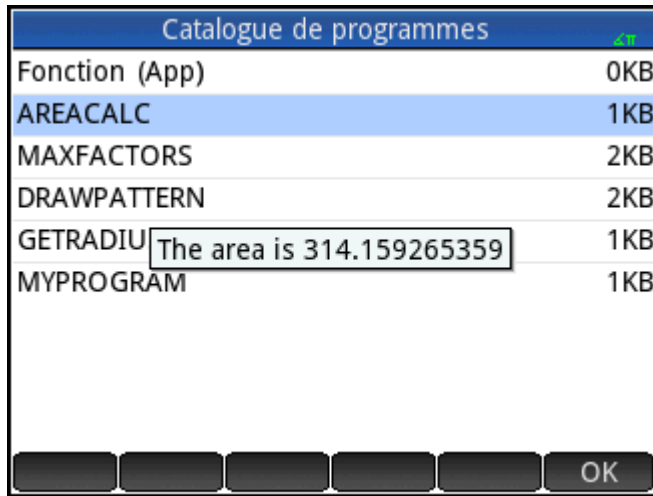 Catalogue de programmes
∡π
Fonction (App) 0KB
AREACALC 1KB
MAXFACTORS 2KB
DRAWPATTERN 2KB
GETRADIU 1KB
The area is 314.159265359
MYPROGRAM 1KB
OK